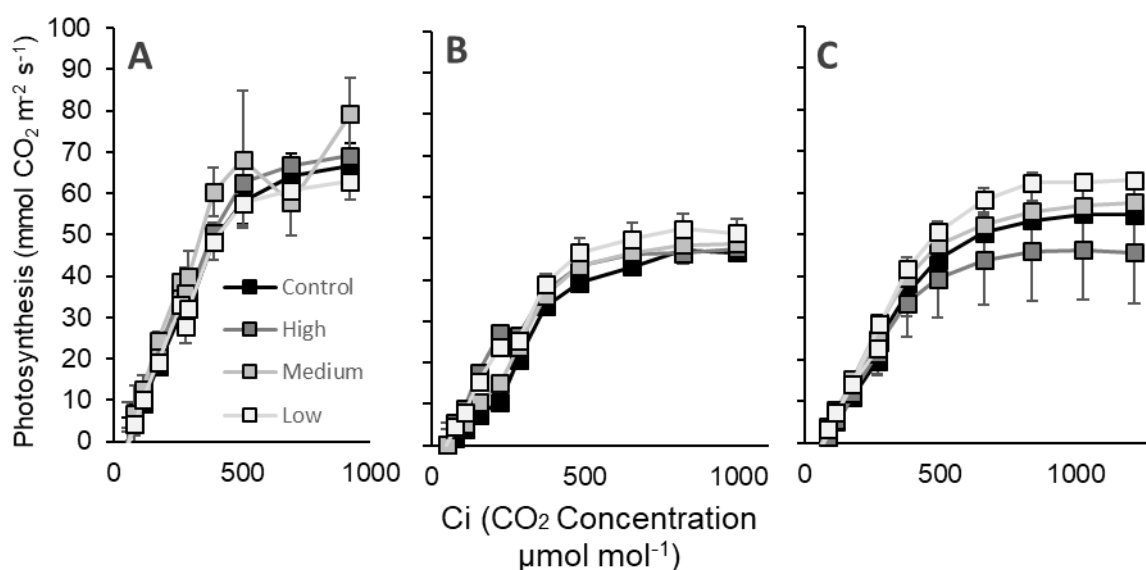 Photosynthesis (mmol CO₂ m⁻² s⁻¹)
100
90
80
70
60
50
40
30
20
10
0
A
Control
High
Medium
Low
0 500 1000
B
0 500 1000
C
0 500 1000
Ci (CO₂ Concentration
µmol mol⁻¹)